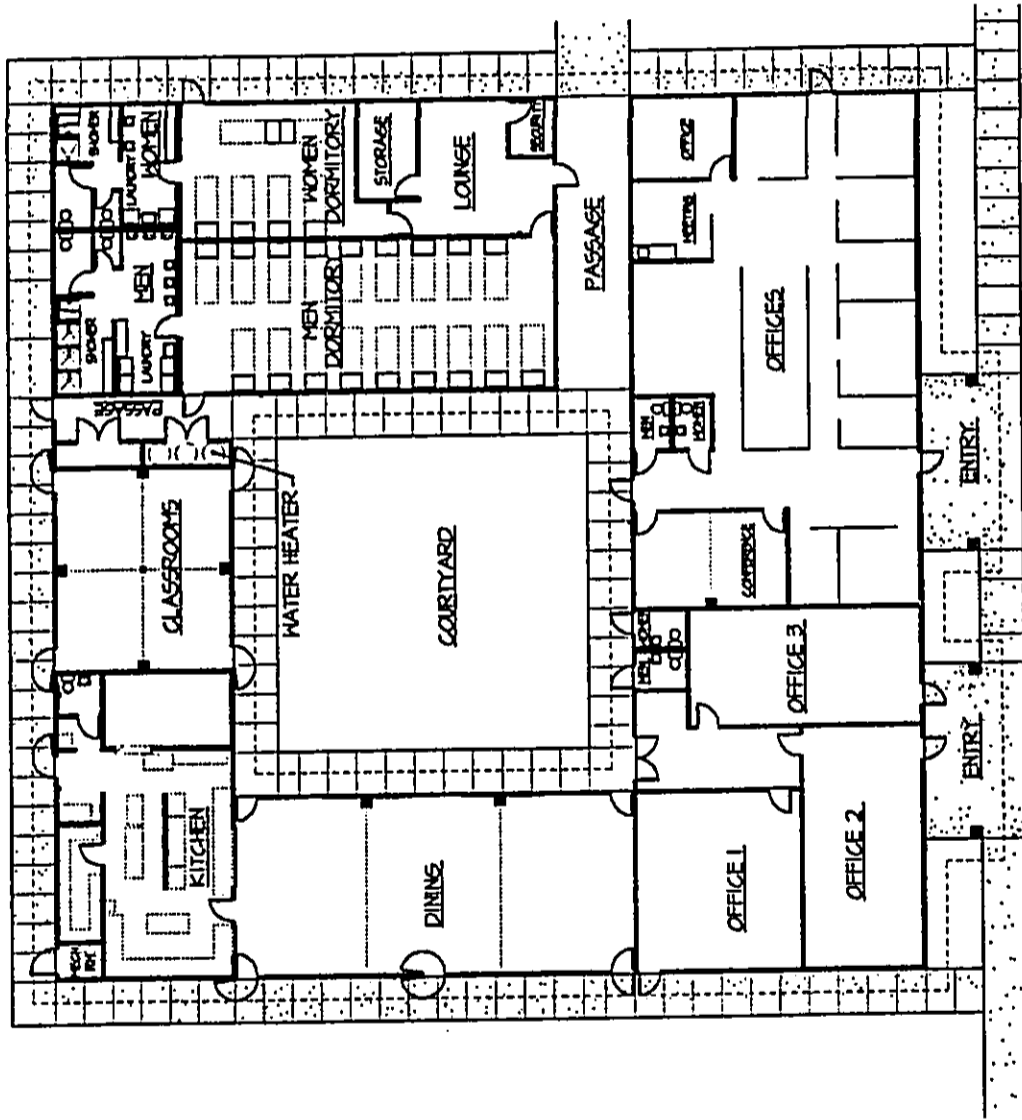 MECH
RM
SHOWER
SHOWER
LAUNDRY
MEN
LAUNDRY
WOMEN
PASSAGE
CLASSROOMS
KITCHEN
WATER HEATER
MEN
DORMITORY
WOMEN
DORMITORY
STORAGE
DINING
COURTYARD
LOUNGE
SECURITY
PASSAGE
MEN
WOMEN
MEN
WOMEN
MEETING
OFFICE
OFFICE 1
CONFERENCE
OFFICES
OFFICE 3
OFFICE 2
ENTRY
ENTRY